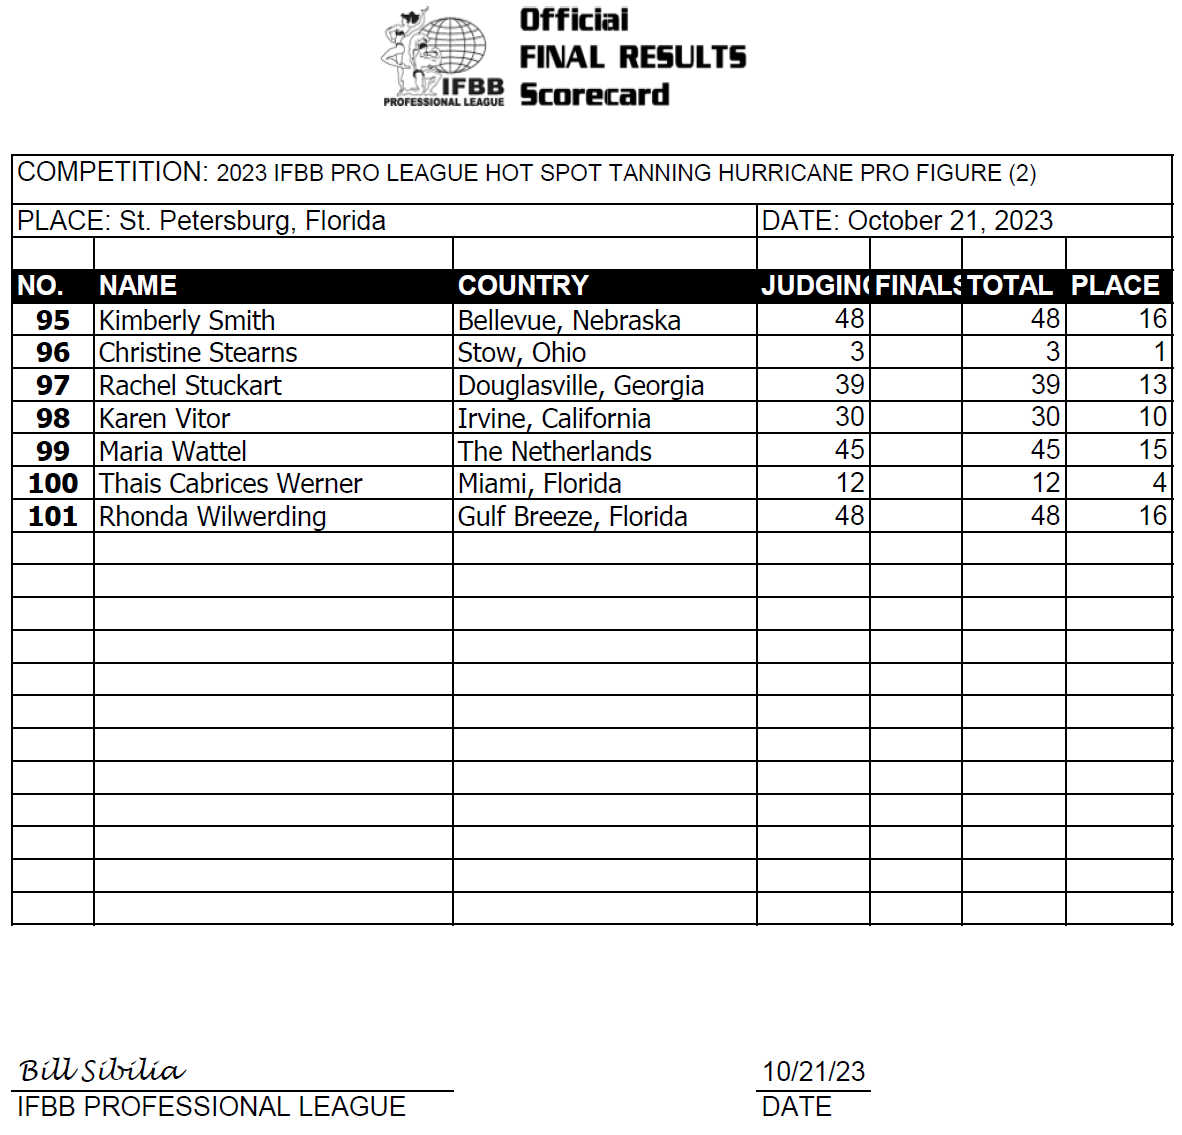 Official
FINAL RESULTS
Scorecard
IFBB
PROFESSIONAL LEAGUE
COMPETITION: 2023 IFBB PRO LEAGUE HOT SPOT TANNING HURRICANE PRO FIGURE (2)
PLACE: St. Petersburg, Florida DATE: October 21, 2023
NO. NAME COUNTRY JUDGING FINALS TOTAL PLACE
95 Kimberly Smith Bellevue, Nebraska 48 48 16
96 Christine Stearns Stow, Ohio 3 3 1
97 Rachel Stuckart Douglasville, Georgia 39 39 13
98 Karen Vitor Irvine, California 30 30 10
99 Maria Wattel The Netherlands 45 45 15
100 Thais Cabrices Werner Miami, Florida 12 12 4
101 Rhonda Wilwerding Gulf Breeze, Florida 48 48 16
Bill Sibilia 10/21/23
IFBB PROFESSIONAL LEAGUE DATE